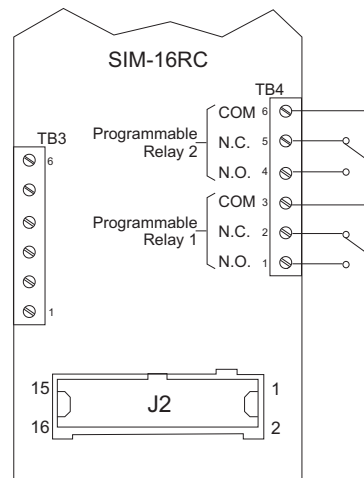 SIM-16RC
TB4
COM 6
Programmable
Relay 2
N.C. 5
N.O. 4
COM 3
Programmable
Relay 1
N.C. 2
N.O. 1
TB3
6
1
15
1
J2
16
2